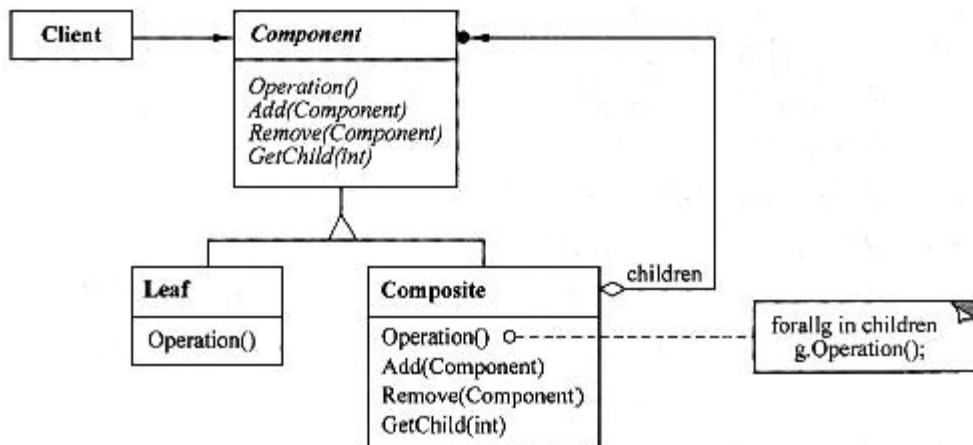 Client
Component
Operation()
Add(Component)
Remove(Component)
GetChild(int)
Leaf
Operation()
Composite
Operation()
Add(Component)
Remove(Component)
GetChild(int)
children
forallg in children
g.Operation();